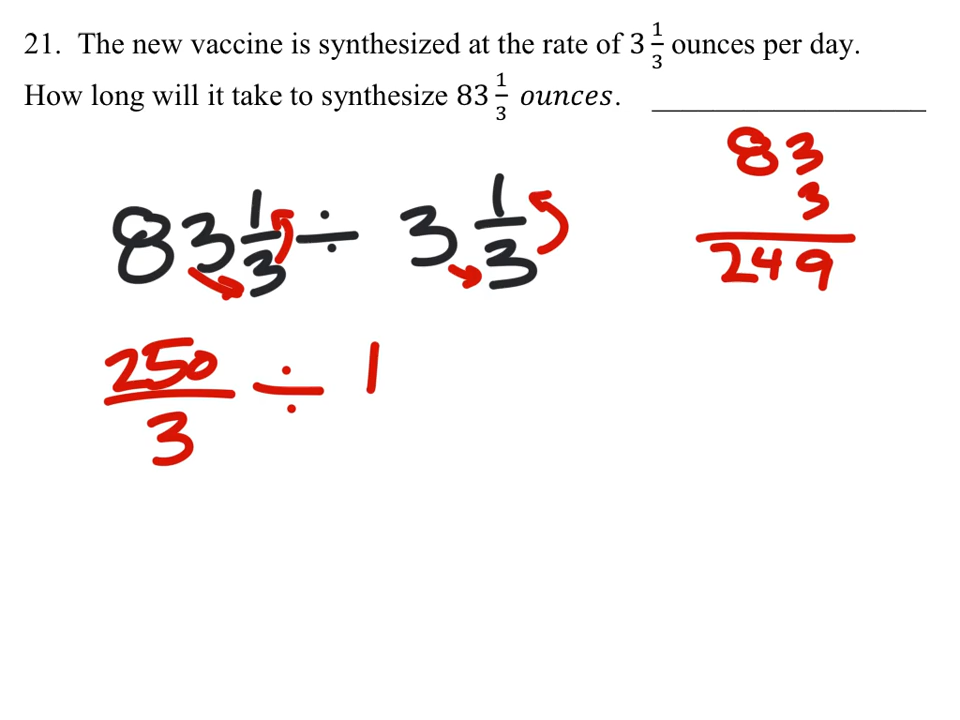 21. The new vaccine is synthesized at the rate of 3 1/3 ounces per day.
How long will it take to synthesize 83 1/3 ounces. ____________________
83
3
249
83 1/3 ÷ 3 1/3
250/3 ÷ 1